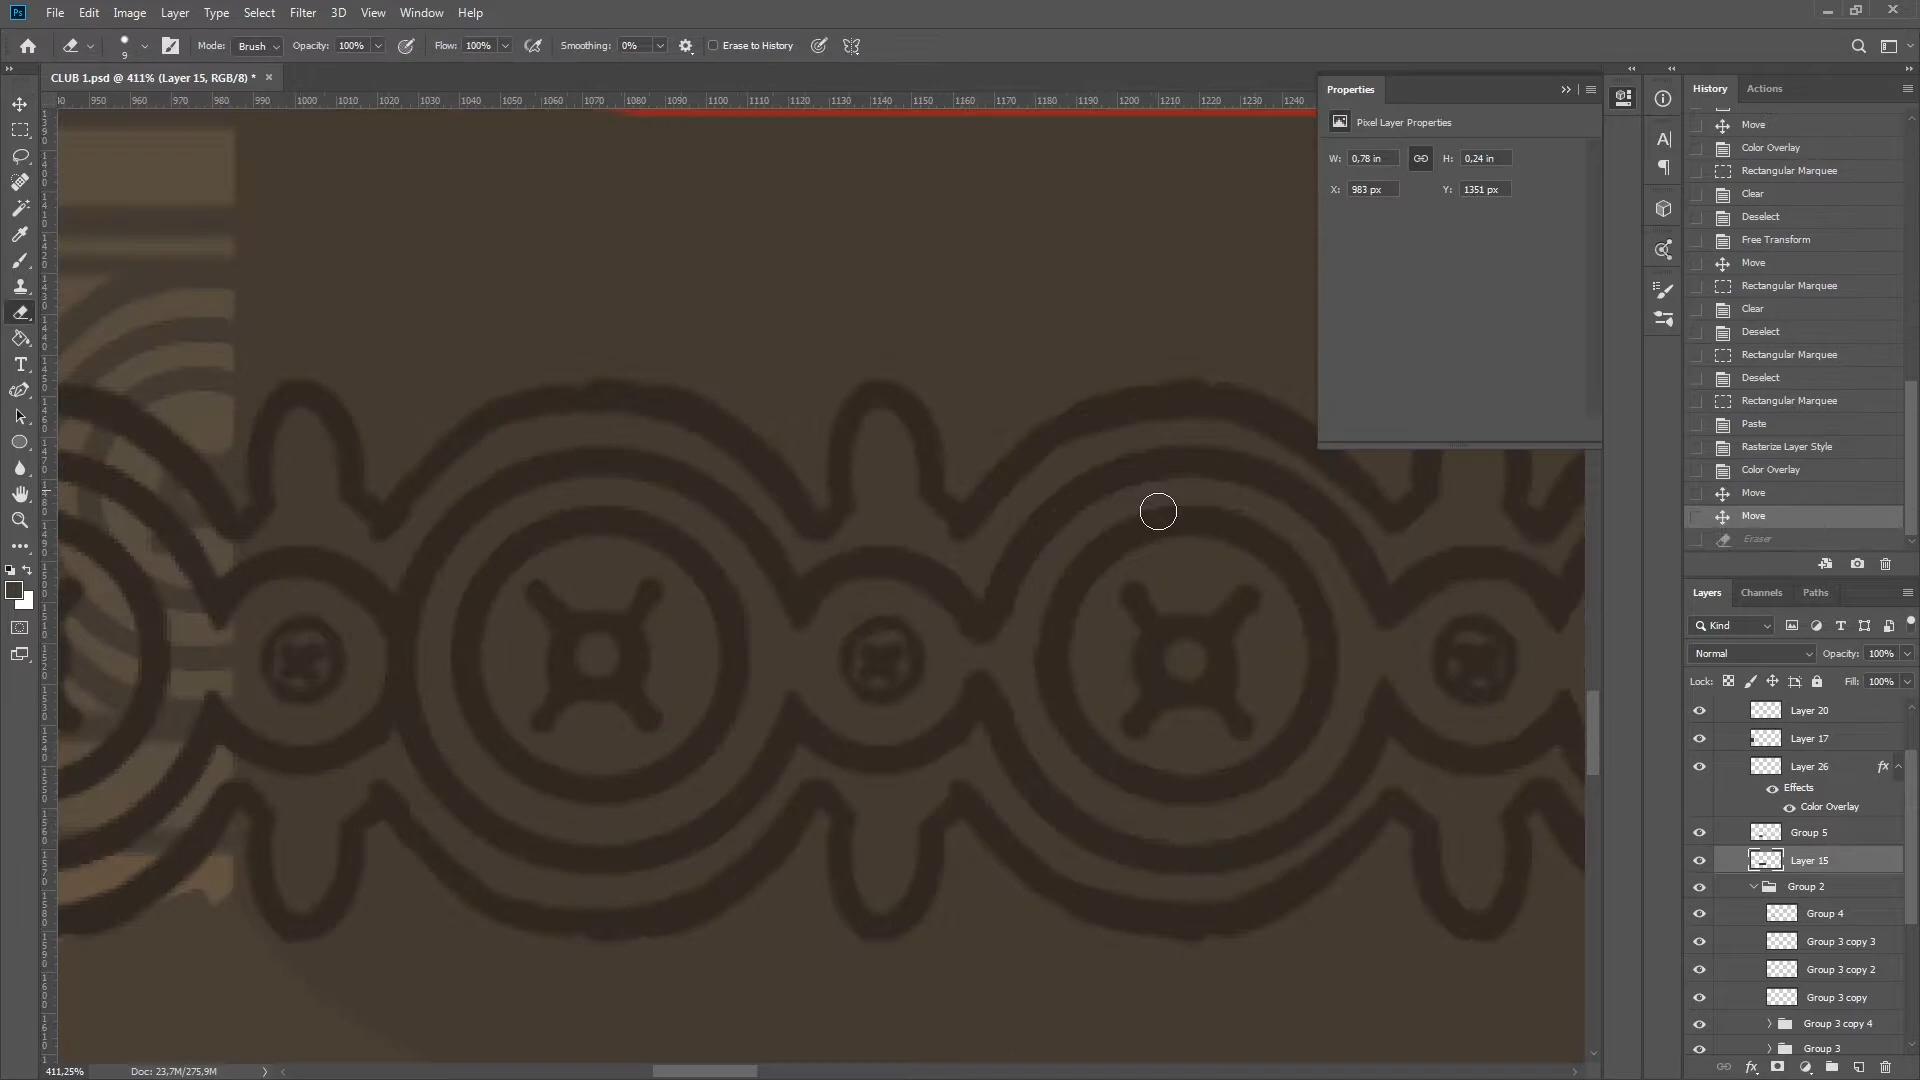 Ps File Edit Image Layer Type Select Filter 3D View Window Help
9 Mode: Brush Opacity: 100% Flow: 100% Smoothing: 0% Erase to History
CLUB 1.psd @ 411% (Layer 15, RGB/8) *
950 960 970 980 990 1000 1010 1020 1030 1040 1050 1060 1070 1080 1090 1100 1110 1120 1130 1140 1150 1160 1170 1180 1190 1200 1210 1220 1230 1240
Properties
Pixel Layer Properties
W: 0,78 in H: 0,24 in
X: 983 px Y: 1351 px
History Actions
Move
Color Overlay
Rectangular Marquee
Clear
Deselect
Free Transform
Move
Rectangular Marquee
Clear
Deselect
Rectangular Marquee
Deselect
Rectangular Marquee
Paste
Rasterize Layer Style
Color Overlay
Move
Move
Eraser
Layers Channels Paths
Kind
Normal Opacity: 100%
Lock: Fill: 100%
Layer 20
Layer 17
Layer 26 fx
Effects
Color Overlay
Group 5
Layer 15
Group 2
Group 4
Group 3 copy 3
Group 3 copy 2
Group 3 copy
Group 3 copy 4
Group 3
411,25% Doc: 23,7M/275,9M